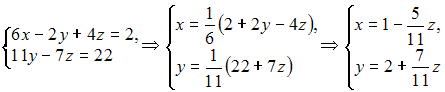 {6x − 2y + 4z = 2, 11y − 7z = 22 ⇒ {x = 1/6 (2 + 2y − 4z), y = 1/11 (22 + 7z) ⇒ {x = 1 − 5/11 z, y = 2 + 7/11 z